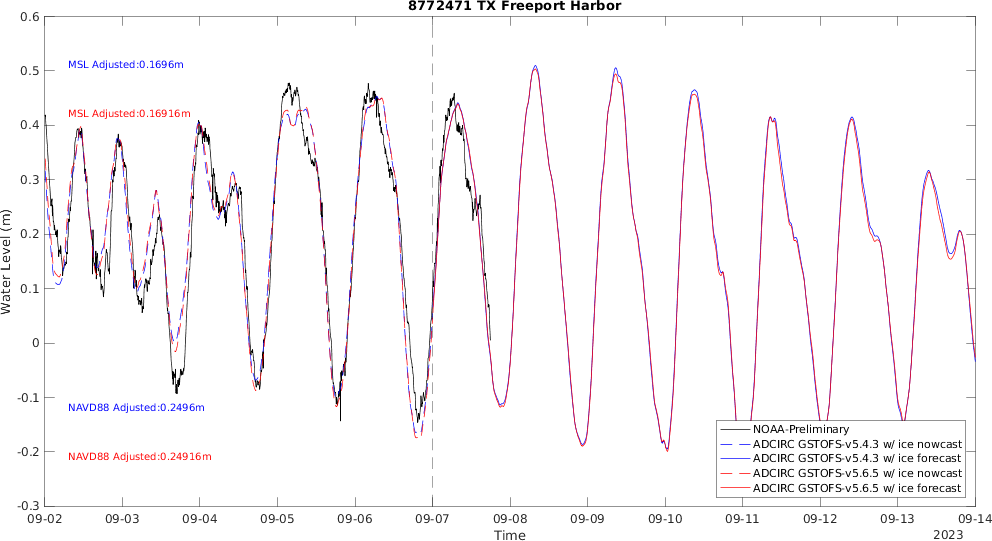 8772471 TX Freeport Harbor
0.6
0.5
0.4
0.3
0.2
0.1
0
-0.1
-0.2
-0.3
Water Level (m)
MSL Adjusted:0.1696m
MSL Adjusted:0.16916m
NAVD88 Adjusted:0.2496m
NAVD88 Adjusted:0.24916m
NOAA-Preliminary
ADCIRC GSTOFS-v5.4.3 w/ ice nowcast
ADCIRC GSTOFS-v5.4.3 w/ ice forecast
ADCIRC GSTOFS-v5.6.5 w/ ice nowcast
ADCIRC GSTOFS-v5.6.5 w/ ice forecast
09-02 09-03 09-04 09-05 09-06 09-07 09-08 09-09 09-10 09-11 09-12 09-13 09-14
Time
2023